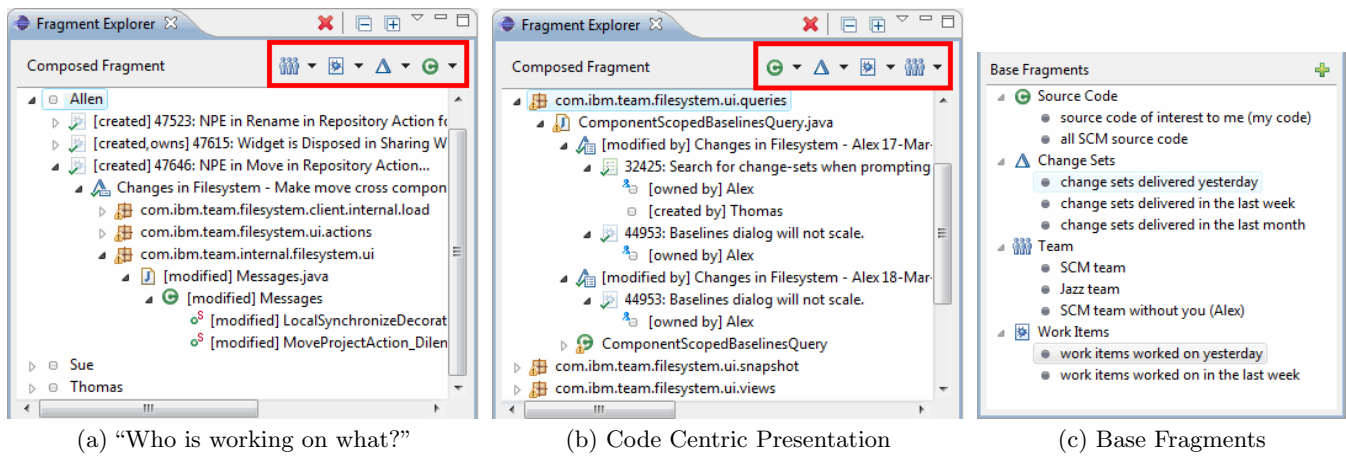 Fragment Explorer
Composed Fragment
Allen
[created] 47523: NPE in Rename in Repository Action fo
[created,owns] 47615: Widget is Disposed in Sharing W
[created] 47646: NPE in Move in Repository Action...
Changes in Filesystem - Make move cross compon
com.ibm.team.filesystem.client.internal.load
com.ibm.team.filesystem.ui.actions
com.ibm.team.internal.filesystem.ui
[modified] Messages.java
[modified] Messages
[modified] LocalSynchronizeDecorat
[modified] MoveProjectAction_Dilen
Sue
Thomas
(a) “Who is working on what?”
Fragment Explorer
Composed Fragment
com.ibm.team.filesystem.ui.queries
ComponentScopedBaselinesQuery.java
[modified by] Changes in Filesystem - Alex 17-Mar-
32425: Search for change-sets when prompting
[owned by] Alex
[created by] Thomas
44953: Baselines dialog will not scale.
[owned by] Alex
[modified by] Changes in Filesystem - Alex 18-Mar-
44953: Baselines dialog will not scale.
[owned by] Alex
ComponentScopedBaselinesQuery
com.ibm.team.filesystem.ui.snapshot
com.ibm.team.filesystem.ui.views
(b) Code Centric Presentation
Base Fragments
Source Code
source code of interest to me (my code)
all SCM source code
Change Sets
change sets delivered yesterday
change sets delivered in the last week
change sets delivered in the last month
Team
SCM team
Jazz team
SCM team without you (Alex)
Work Items
work items worked on yesterday
work items worked on in the last week
(c) Base Fragments